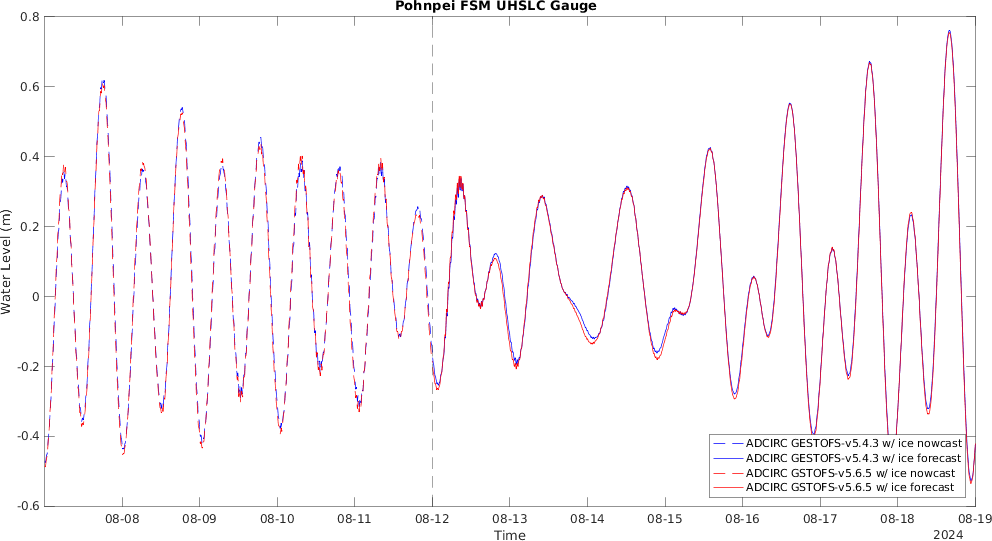 Pohnpei FSM UHSLC Gauge
0.8
0.6
0.4
0.2
0
-0.2
-0.4
-0.6
Water Level (m)
08-08 08-09 08-10 08-11 08-12 08-13 08-14 08-15 08-16 08-17 08-18 08-19
Time
2024
ADCIRC GESTOFS-v5.4.3 w/ ice nowcast
ADCIRC GESTOFS-v5.4.3 w/ ice forecast
ADCIRC GSTOFS-v5.6.5 w/ ice nowcast
ADCIRC GSTOFS-v5.6.5 w/ ice forecast